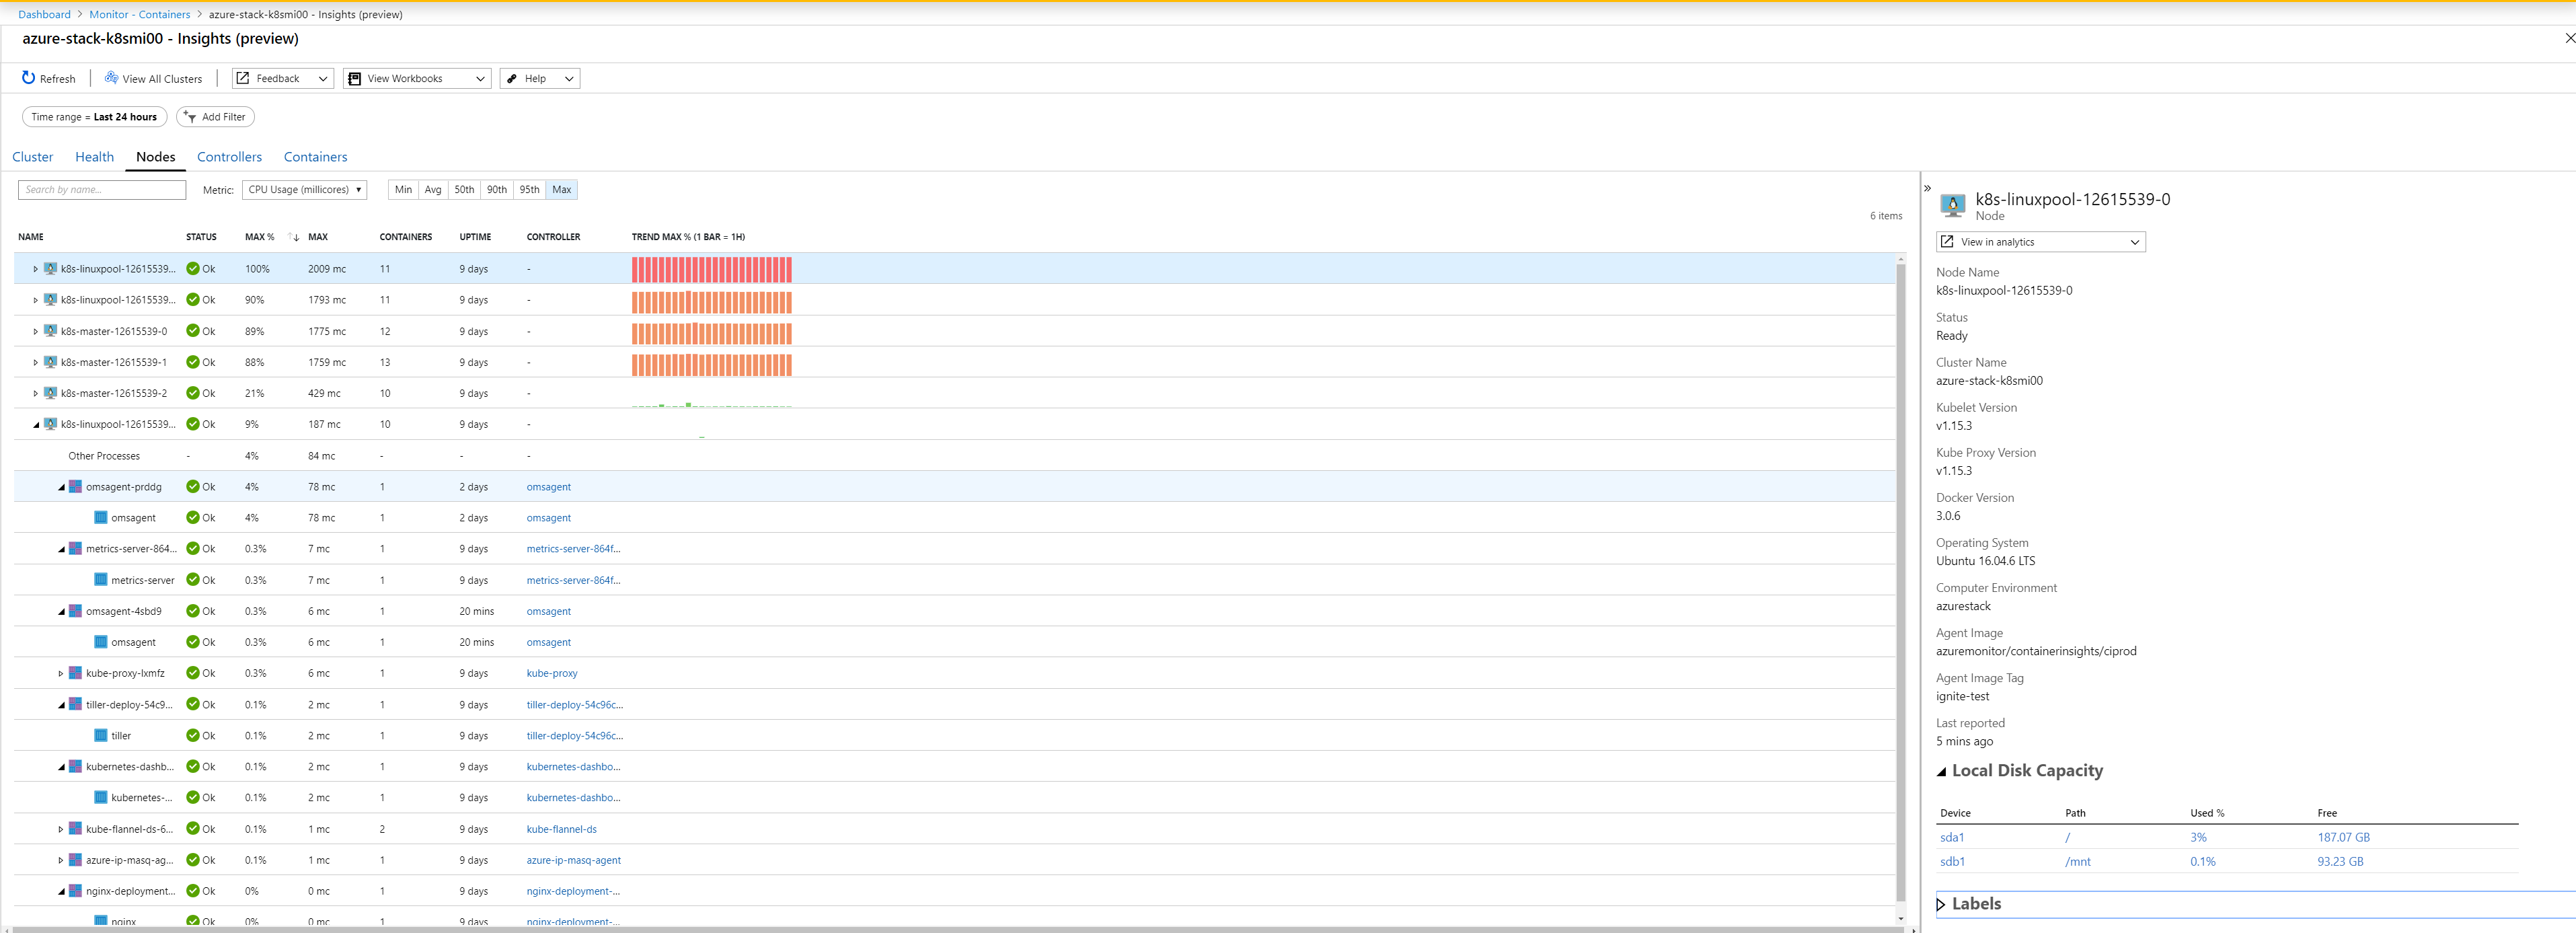 Dashboard > Monitor - Containers > azure-stack-k8smi00 - Insights (preview)
azure-stack-k8smi00 - Insights (preview)
Refresh View All Clusters Feedback View Workbooks Help
Time range = Last 24 hours Add Filter
Cluster Health Nodes Controllers Containers
Search by name... Metric: CPU Usage (millicores) Min Avg 50th 90th 95th Max
6 items
NAME STATUS MAX % MAX CONTAINERS UPTIME CONTROLLER TREND MAX % (1 BAR = 1H)
k8s-linuxpool-12615539... Ok 100% 2009 mc 11 9 days -
k8s-linuxpool-12615539... Ok 90% 1793 mc 11 9 days -
k8s-master-12615539-0 Ok 89% 1775 mc 12 9 days -
k8s-master-12615539-1 Ok 88% 1759 mc 13 9 days -
k8s-master-12615539-2 Ok 21% 429 mc 10 9 days -
k8s-linuxpool-12615539... Ok 9% 187 mc 10 9 days -
Other Processes - 4% 84 mc - - -
omsagent-prddg Ok 4% 78 mc 1 2 days omsagent
omsagent Ok 4% 78 mc 1 2 days omsagent
metrics-server-864... Ok 0.3% 7 mc 1 9 days metrics-server-864f...
metrics-server Ok 0.3% 7 mc 1 9 days metrics-server-864f...
omsagent-4sbd9 Ok 0.3% 6 mc 1 20 mins omsagent
omsagent Ok 0.3% 6 mc 1 20 mins omsagent
kube-proxy-lxmfz Ok 0.3% 6 mc 1 9 days kube-proxy
tiller-deploy-54c9... Ok 0.1% 2 mc 1 9 days tiller-deploy-54c96c...
tiller Ok 0.1% 2 mc 1 9 days tiller-deploy-54c96c...
kubernetes-dashb... Ok 0.1% 2 mc 1 9 days kubernetes-dashbo...
kubernetes-... Ok 0.1% 2 mc 1 9 days kubernetes-dashbo...
kube-flannel-ds-6... Ok 0.1% 1 mc 2 9 days kube-flannel-ds
azure-ip-masq-ag... Ok 0.1% 1 mc 1 9 days azure-ip-masq-agent
nginx-deployment... Ok 0% 0 mc 1 9 days nginx-deployment-...
nginx Ok 0% 0 mc 1 9 days nginx-deployment-...
k8s-linuxpool-12615539-0
Node
View in analytics
Node Name
k8s-linuxpool-12615539-0
Status
Ready
Cluster Name
azure-stack-k8smi00
Kubelet Version
v1.15.3
Kube Proxy Version
v1.15.3
Docker Version
3.0.6
Operating System
Ubuntu 16.04.6 LTS
Computer Environment
azurestack
Agent Image
azuremonitor/containerinsights/ciprod
Agent Image Tag
ignite-test
Last reported
5 mins ago
Local Disk Capacity
Device Path Used % Free
sda1 / 3% 187.07 GB
sdb1 /mnt 0.1% 93.23 GB
Labels